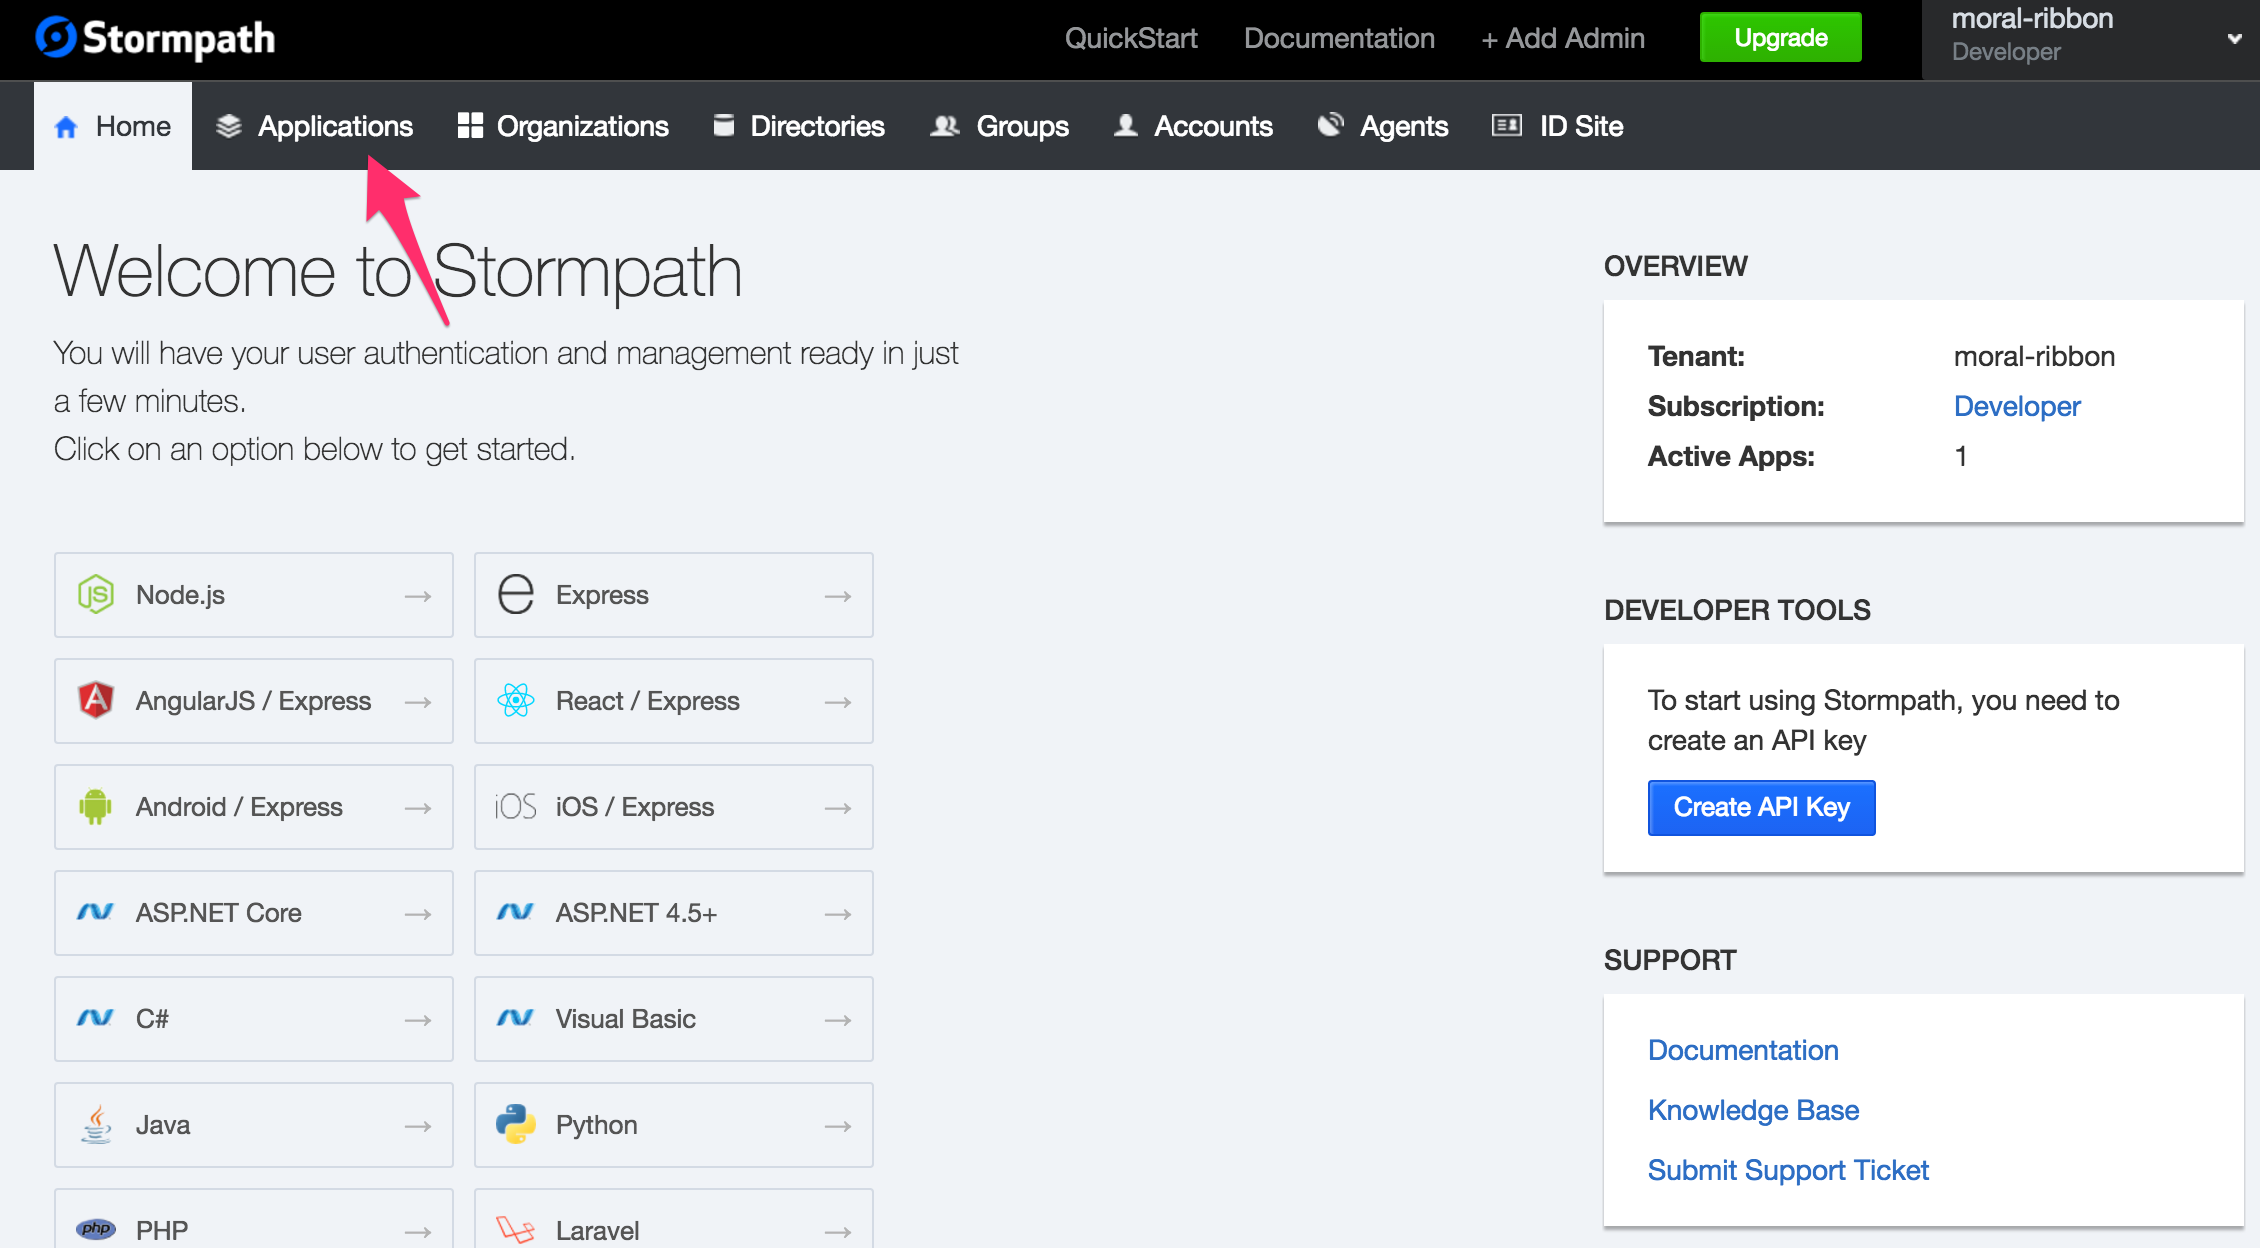 Stormpath
QuickStart
Documentation
+ Add Admin
Upgrade
moral-ribbon
Developer
Home
Applications
Organizations
Directories
Groups
Accounts
Agents
ID Site
Welcome to Stormpath
You will have your user authentication and management ready in just
a few minutes.
Click on an option below to get started.
JS Node.js
e Express
A AngularJS / Express
React / Express
Android / Express
iOS iOS / Express
ASP.NET Core
ASP.NET 4.5+
C#
Visual Basic
Java
Python
php PHP
Laravel
OVERVIEW
Tenant: moral-ribbon
Subscription: Developer
Active Apps: 1
DEVELOPER TOOLS
To start using Stormpath, you need to
create an API key
Create API Key
SUPPORT
Documentation
Knowledge Base
Submit Support Ticket